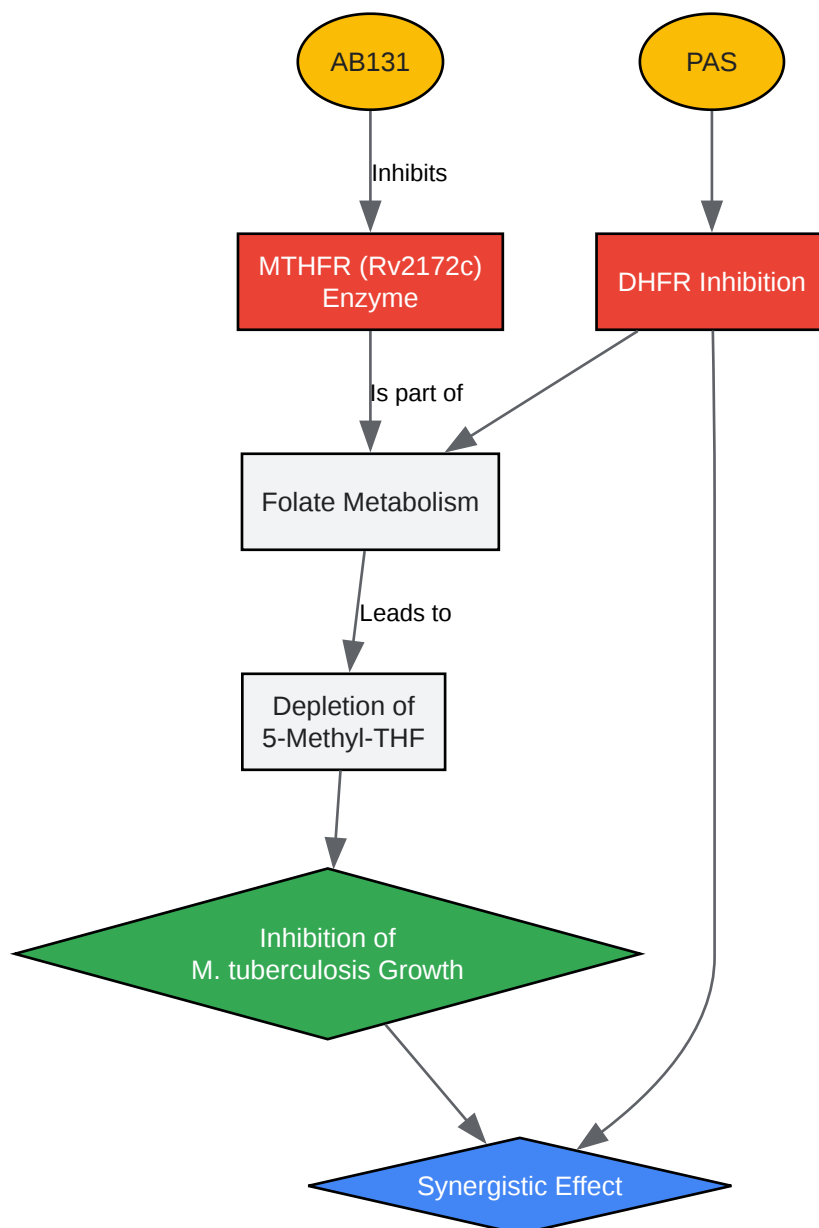 AB131
PAS
Inhibits
MTHFR (Rv2172c)
Enzyme
DHFR Inhibition
Is part of
Folate Metabolism
Leads to
Depletion of
5-Methyl-THF
Inhibition of
M. tuberculosis Growth
Synergistic Effect